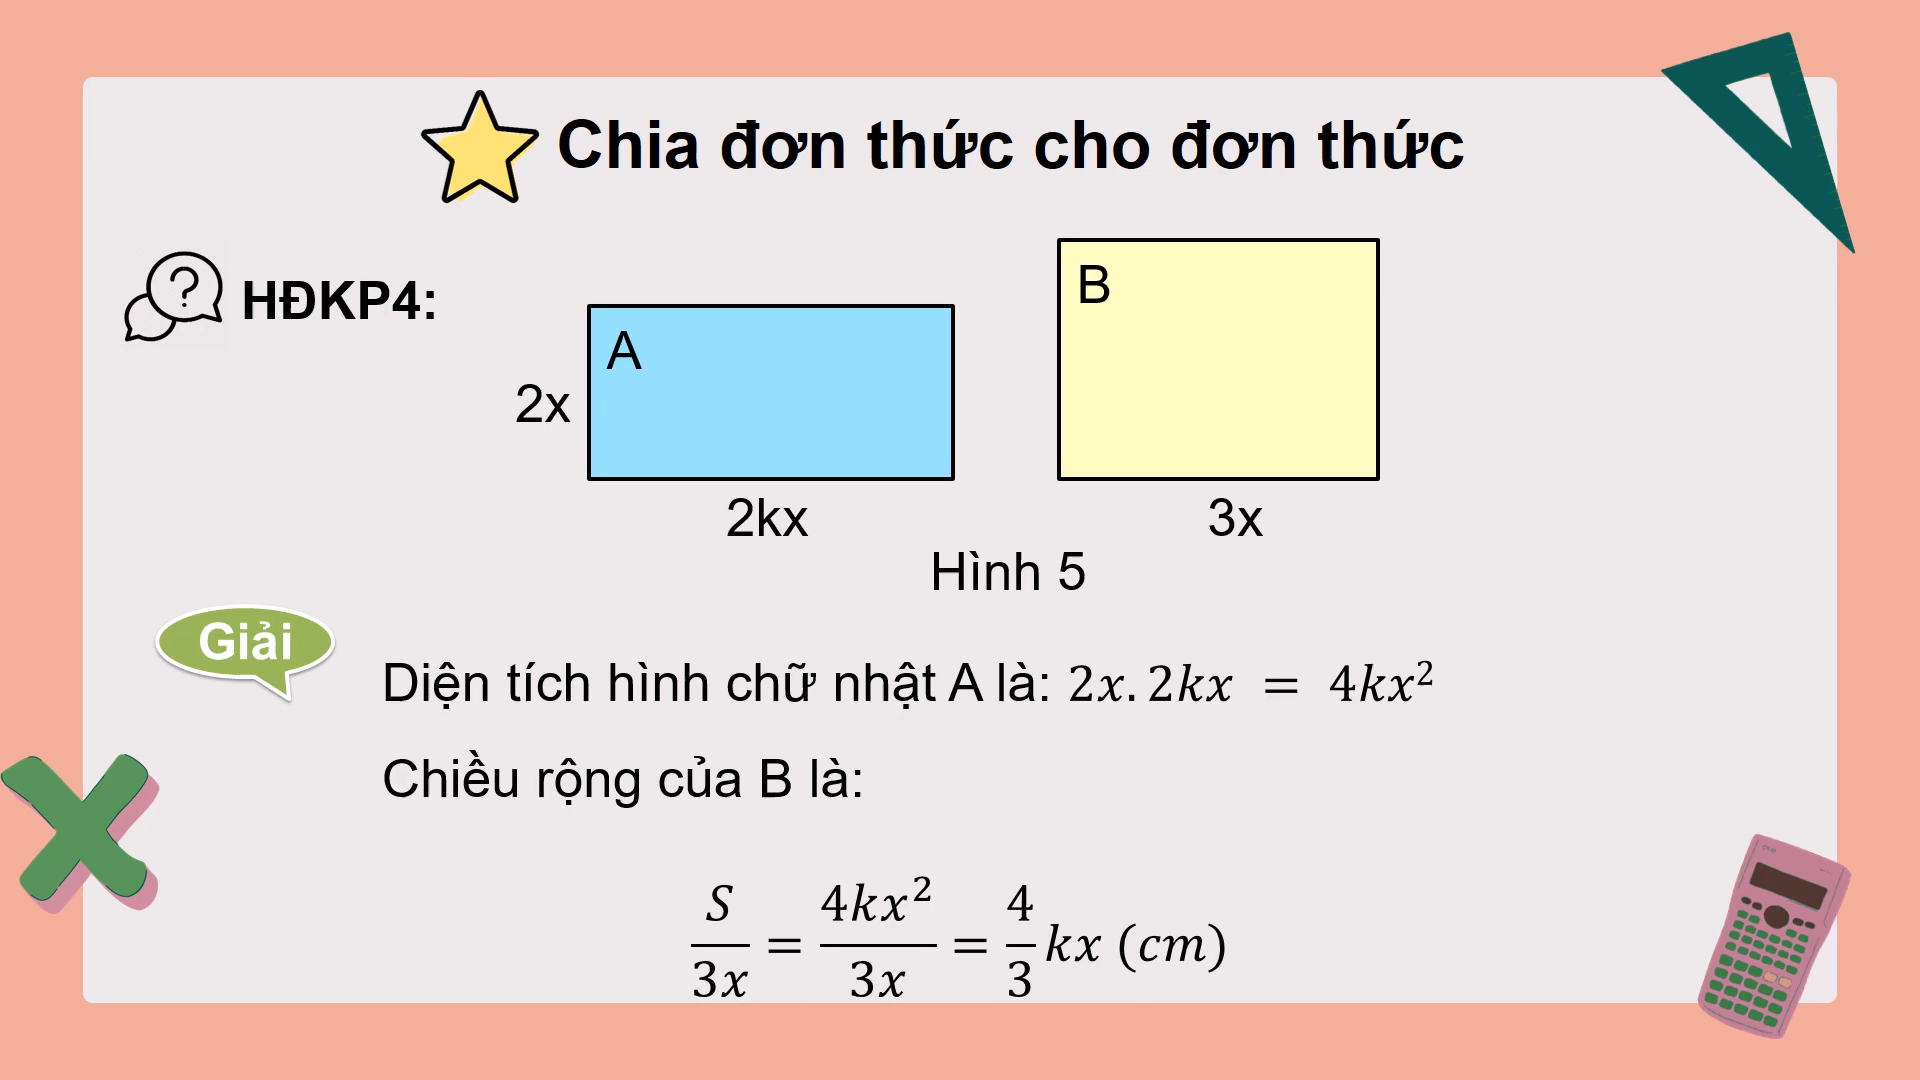 Chia đơn thức cho đơn thức
HĐKP4:
A
B
2x
2kx
3x
Hình 5
Giải
Diện tích hình chữ nhật A là: 2x. 2kx = 4kx²
Chiều rộng của B là:
S/3x = 4kx²/3x = 4/3 kx (cm)